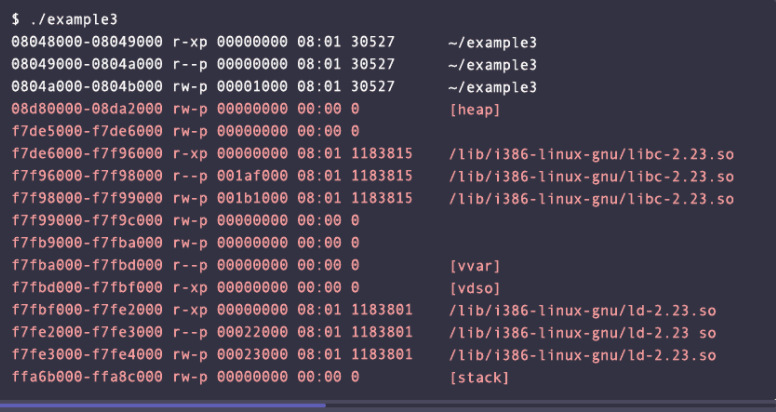 $ ./example3
08048000-08049000 r-xp 00000000 08:01 30527 ~/example3
08049000-0804a000 r--p 00000000 08:01 30527 ~/example3
0804a000-0804b000 rw-p 00001000 08:01 30527 ~/example3
08d80000-08da2000 rw-p 00000000 00:00 0 [heap]
f7de5000-f7de6000 rw-p 00000000 00:00 0
f7de6000-f7f96000 r-xp 00000000 08:01 1183815 /lib/i386-linux-gnu/libc-2.23.so
f7f96000-f7f98000 r--p 001af000 08:01 1183815 /lib/i386-linux-gnu/libc-2.23.so
f7f98000-f7f99000 rw-p 001b1000 08:01 1183815 /lib/i386-linux-gnu/libc-2.23.so
f7f99000-f7f9c000 rw-p 00000000 00:00 0
f7fb9000-f7fba000 rw-p 00000000 00:00 0
f7fba000-f7fbd000 r--p 00000000 00:00 0 [vvar]
f7fbd000-f7fbf000 r-xp 00000000 00:00 0 [vdso]
f7fbf000-f7fe2000 r-xp 00000000 08:01 1183801 /lib/i386-linux-gnu/ld-2.23.so
f7fe2000-f7fe3000 r--p 00022000 08:01 1183801 /lib/i386-linux-gnu/ld-2.23 so
f7fe3000-f7fe4000 rw-p 00023000 08:01 1183801 /lib/i386-linux-gnu/ld-2.23.so
ffa6b000-ffa8c000 rw-p 00000000 00:00 0 [stack]